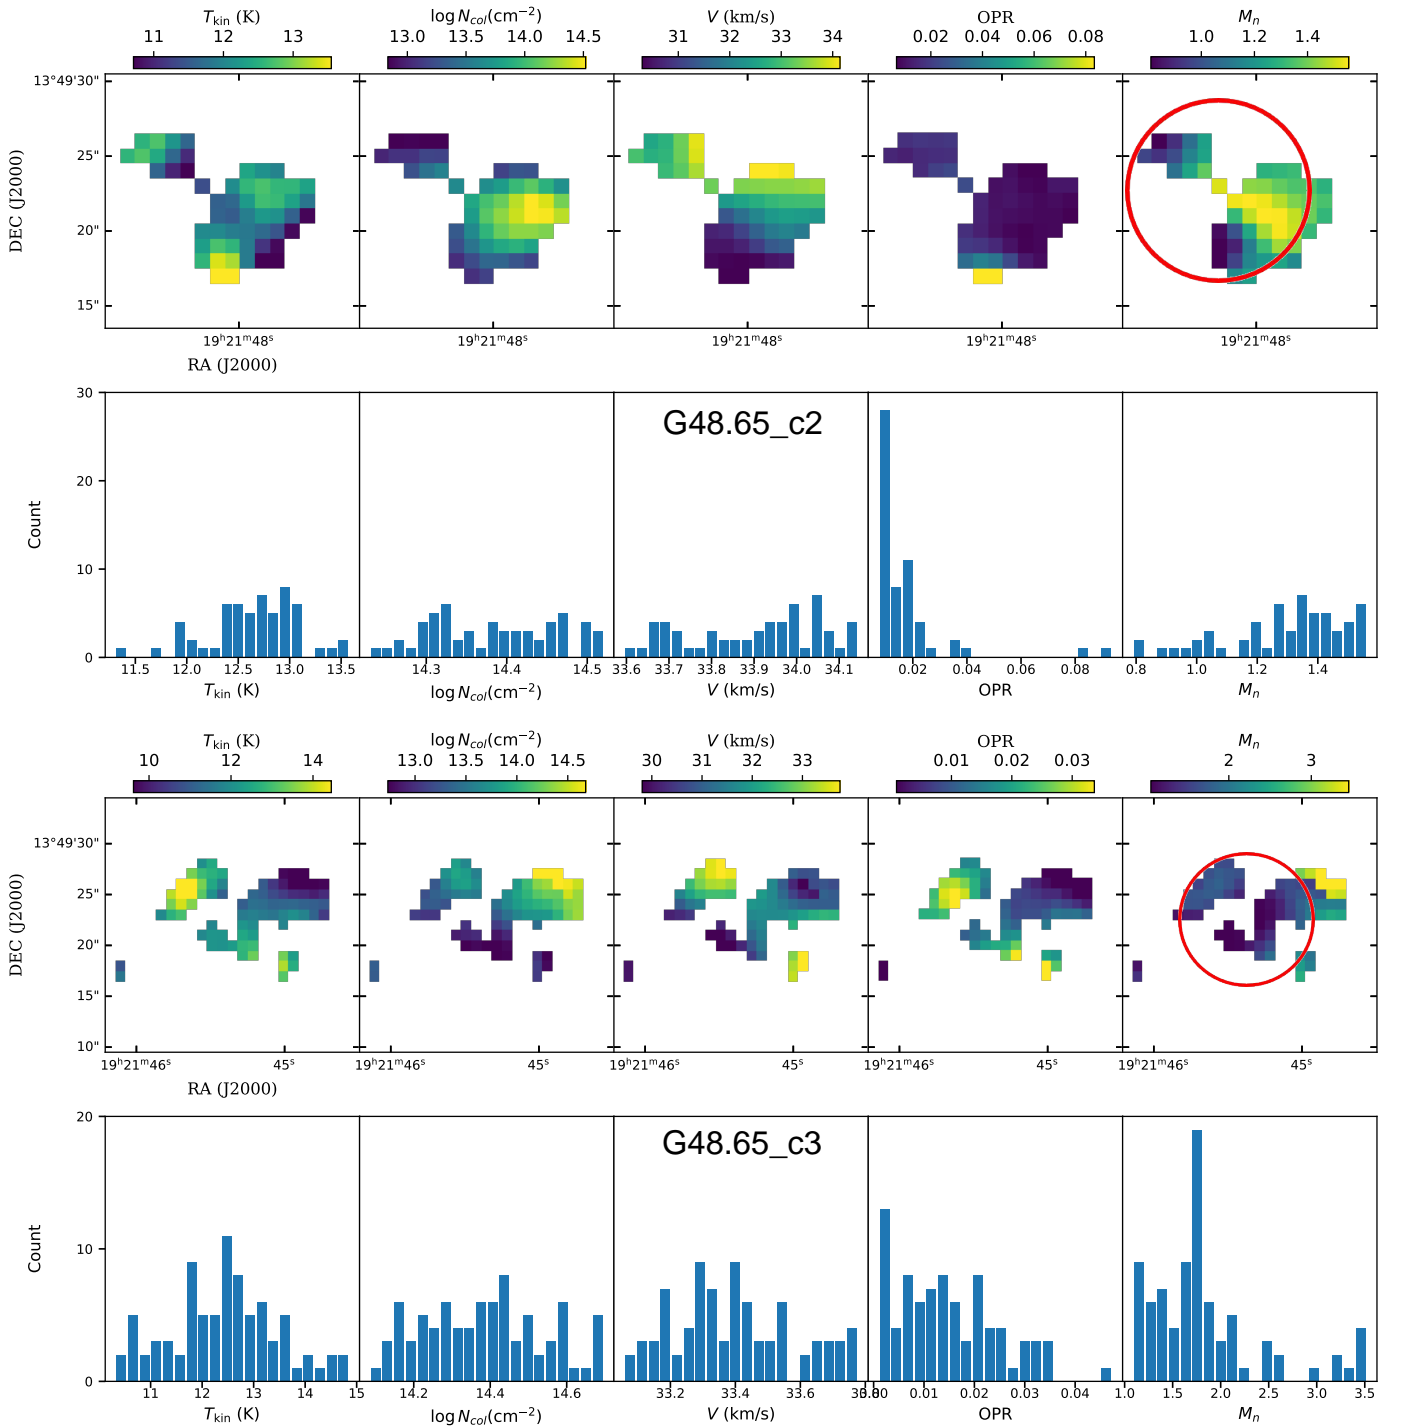 T_kin (K) log N_col(cm⁻²) V (km/s) OPR M_n
11 12 13 13.0 13.5 14.0 14.5 31 32 33 34 0.02 0.04 0.06 0.08 1.0 1.2 1.4
13°49'30"
25"
20"
15"
DEC (J2000)
19ʰ21ᵐ48ˢ 19ʰ21ᵐ48ˢ 19ʰ21ᵐ48ˢ 19ʰ21ᵐ48ˢ 19ʰ21ᵐ48ˢ
RA (J2000)
30
G48.65_c2
20
Count
10
0
11.5 12.0 12.5 13.0 13.5 14.3 14.4 14.5 33.6 33.7 33.8 33.9 34.0 34.1 0.02 0.04 0.06 0.08 0.8 1.0 1.2 1.4
T_kin (K) log N_col(cm⁻²) V (km/s) OPR M_n
T_kin (K) log N_col(cm⁻²) V (km/s) OPR M_n
10 12 14 13.0 13.5 14.0 14.5 30 31 32 33 0.01 0.02 0.03 2 3
13°49'30"
25"
20"
15"
10"
DEC (J2000)
19ʰ21ᵐ46ˢ 45ˢ 19ʰ21ᵐ46ˢ 45ˢ 19ʰ21ᵐ46ˢ 45ˢ 19ʰ21ᵐ46ˢ 45ˢ 19ʰ21ᵐ46ˢ 45ˢ
RA (J2000)
20
G48.65_c3
Count
10
0
11 12 13 14 15 14.2 14.4 14.6 33.2 33.4 33.6 0.01 0.02 0.03 0.04 1.0 1.5 2.0 2.5 3.0 3.5
T_kin (K) log N_col(cm⁻²) V (km/s) OPR M_n